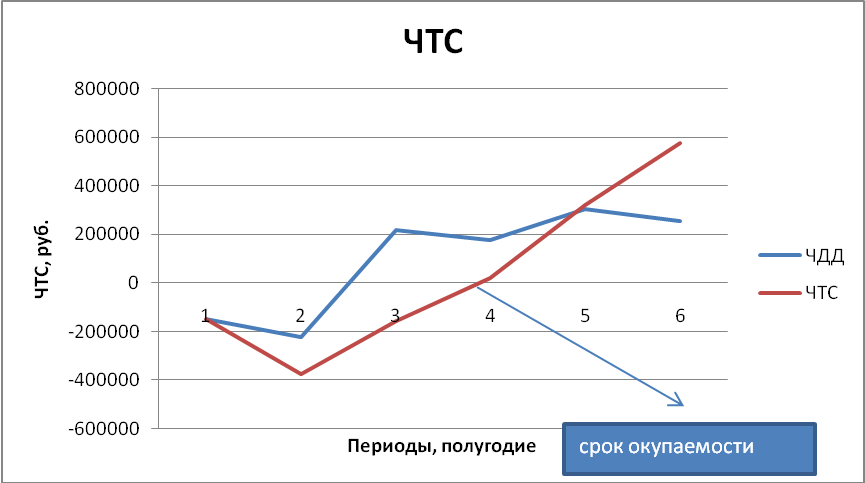 ЧТС
800000
600000
400000
200000
0
-200000
-400000
-600000
ЧТС, руб.
1 2 3 4 5 6
Периоды, полугодие
ЧДД
ЧТС
срок окупаемости